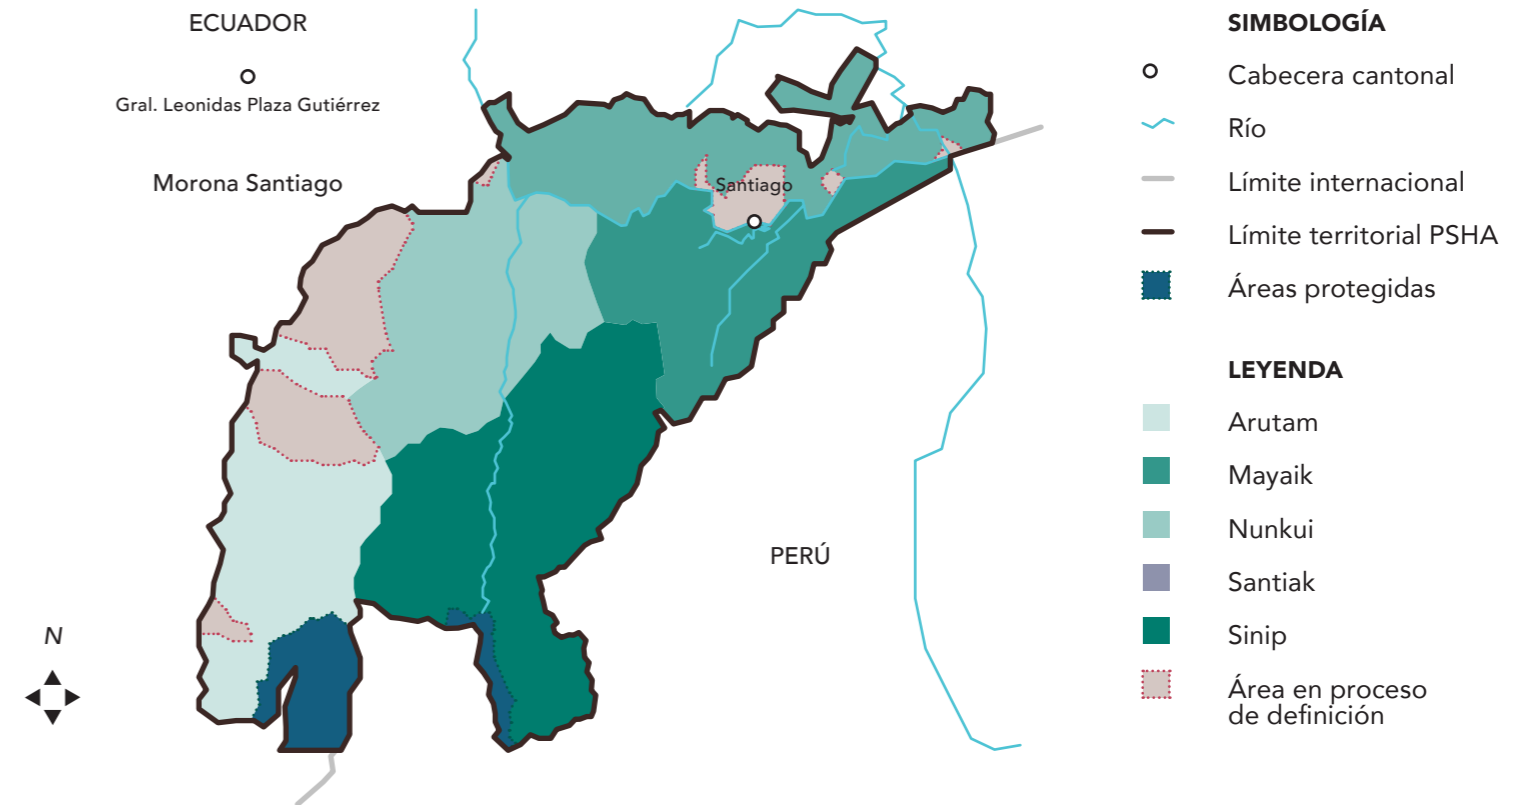 ECUADOR
Gral. Leonidas Plaza Gutiérrez
Morona Santiago
Santiago
PERÚ
N
SIMBOLOGÍA
Cabecera cantonal
Río
Límite internacional
Límite territorial PSHA
Áreas protegidas
LEYENDA
Arutam
Mayaik
Nunkui
Santiak
Sinip
Área en proceso
de definición